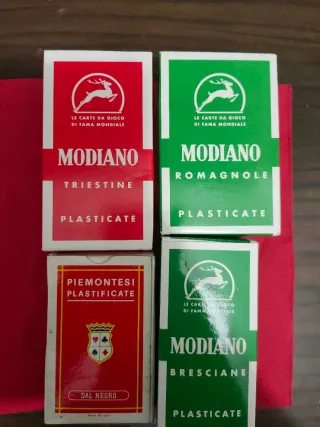 LE CARTE DA GIOCO
DI FAMA MONDIALE
MODIANO
TRIESTINE
PLASTICATE
LE CARTE DA GIOCO
DI FAMA MONDIALE
MODIANO
ROMAGNOLE
PLASTICATE
PIEMONTESI
PLASTIFICATE
DAL NEGRO
LE CARTE DA GIOCO
DI FAMA MONDIALE
MODIANO
BRESCIANE
PLASTICATE